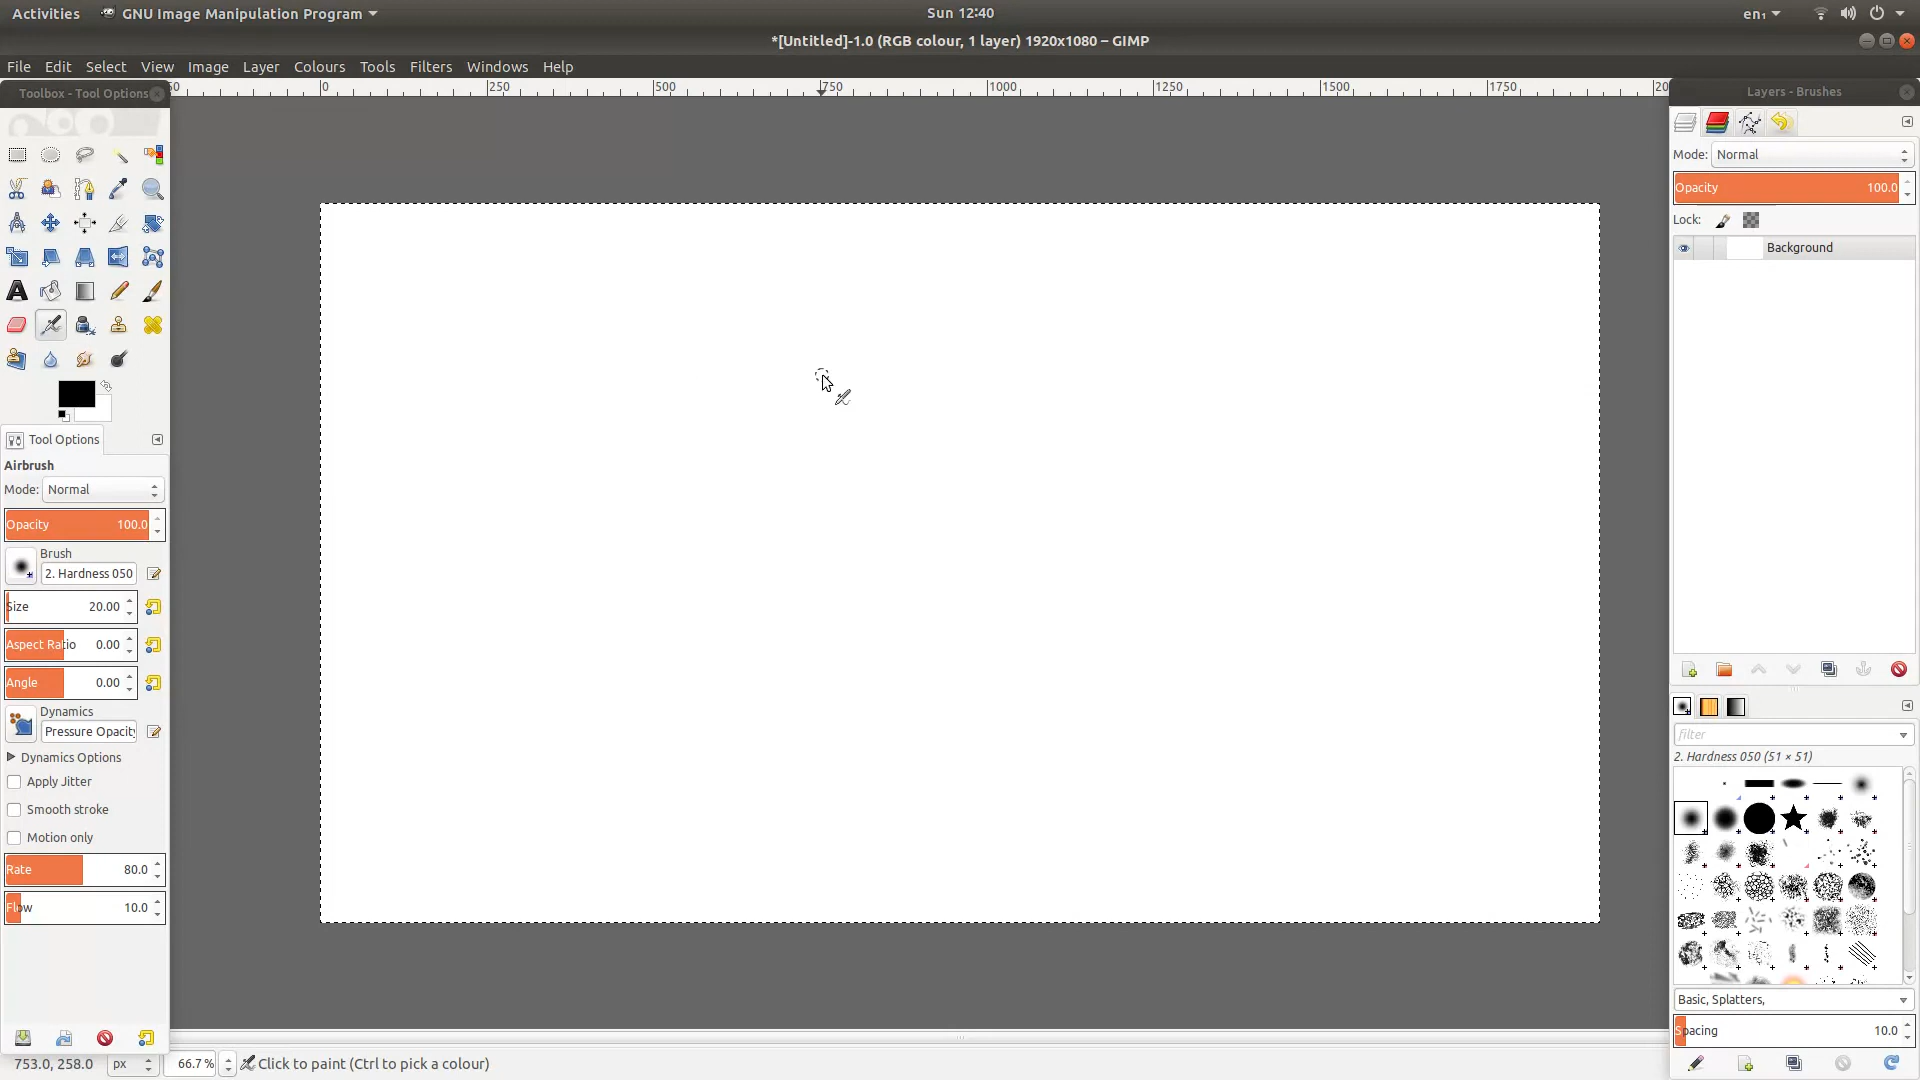 Activities GNU Image Manipulation Program Sun 12:40 en₁
*[Untitled]-1.0 (RGB colour, 1 layer) 1920x1080 – GIMP
File Edit Select View Image Layer Colours Tools Filters Windows Help
Toolbox - Tool Options
0 250 500 750 1000 1250 1500 1750
Layers - Brushes
Mode: Normal
Opacity 100.0
Lock:
Background
Tool Options
Airbrush
Mode: Normal
Opacity 100.0
Brush
2. Hardness 050
Size 20.00
Aspect Ratio 0.00
Angle 0.00
Dynamics
Pressure Opacity
Dynamics Options
Apply Jitter
Smooth stroke
Motion only
Rate 80.0
Flow 10.0
filter
2. Hardness 050 (51 × 51)
Basic, Splatters,
Spacing 10.0
753.0, 258.0 px 66.7 % Click to paint (Ctrl to pick a colour)